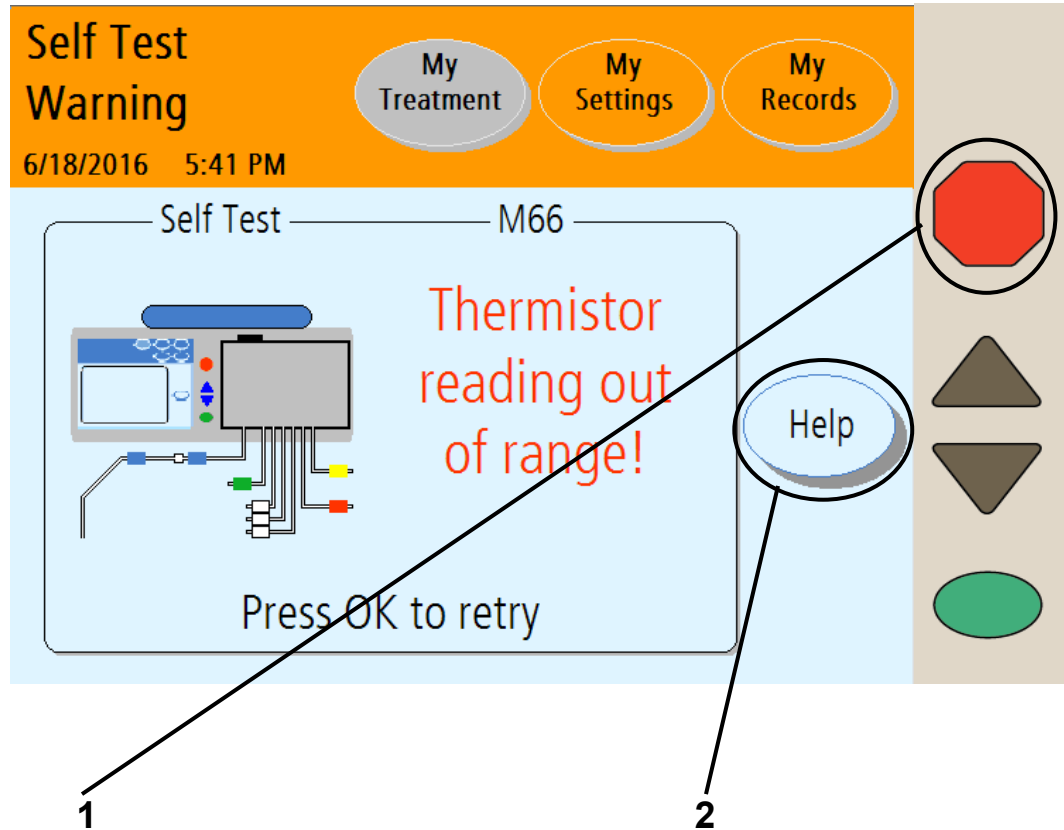 Self Test
Warning
6/18/2016 5:41 PM
My
Treatment
My
Settings
My
Records
Self Test
M66
Thermistor
reading out
of range!
Help
Press OK to retry
1
2